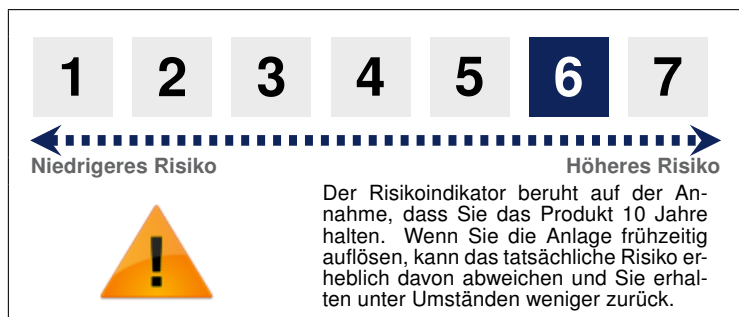 1 2 3 4 5 6 7
Niedrigeres Risiko Höheres Risiko
Der Risikoindikator beruht auf der An-
nahme, dass Sie das Produkt 10 Jahre
halten. Wenn Sie die Anlage frühzeitig
auflösen, kann das tatsächliche Risiko er-
heblich davon abweichen und Sie erhal-
ten unter Umständen weniger zurück.